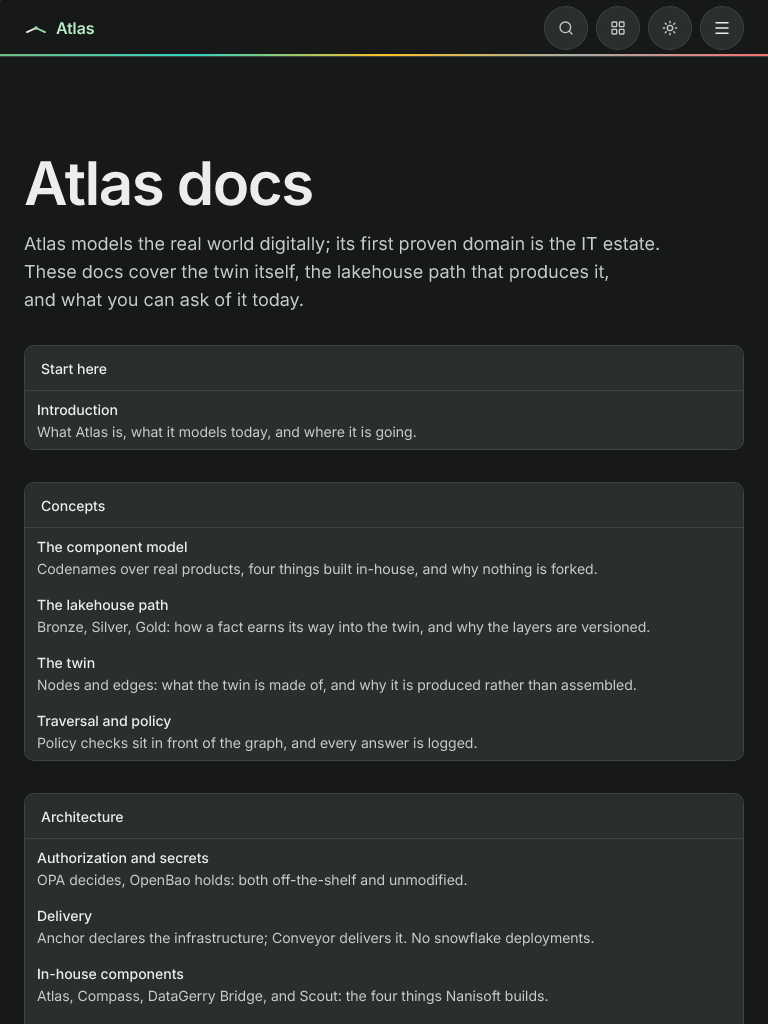 Atlas
Atlas docs
Atlas models the real world digitally; its first proven domain is the IT estate.
These docs cover the twin itself, the lakehouse path that produces it,
and what you can ask of it today.
Start here
Introduction
What Atlas is, what it models today, and where it is going.
Concepts
The component model
Codenames over real products, four things built in-house, and why nothing is forked.
The lakehouse path
Bronze, Silver, Gold: how a fact earns its way into the twin, and why the layers are versioned.
The twin
Nodes and edges: what the twin is made of, and why it is produced rather than assembled.
Traversal and policy
Policy checks sit in front of the graph, and every answer is logged.
Architecture
Authorization and secrets
OPA decides, OpenBao holds: both off-the-shelf and unmodified.
Delivery
Anchor declares the infrastructure; Conveyor delivers it. No snowflake deployments.
In-house components
Atlas, Compass, DataGerry Bridge, and Scout: the four things Nanisoft builds.